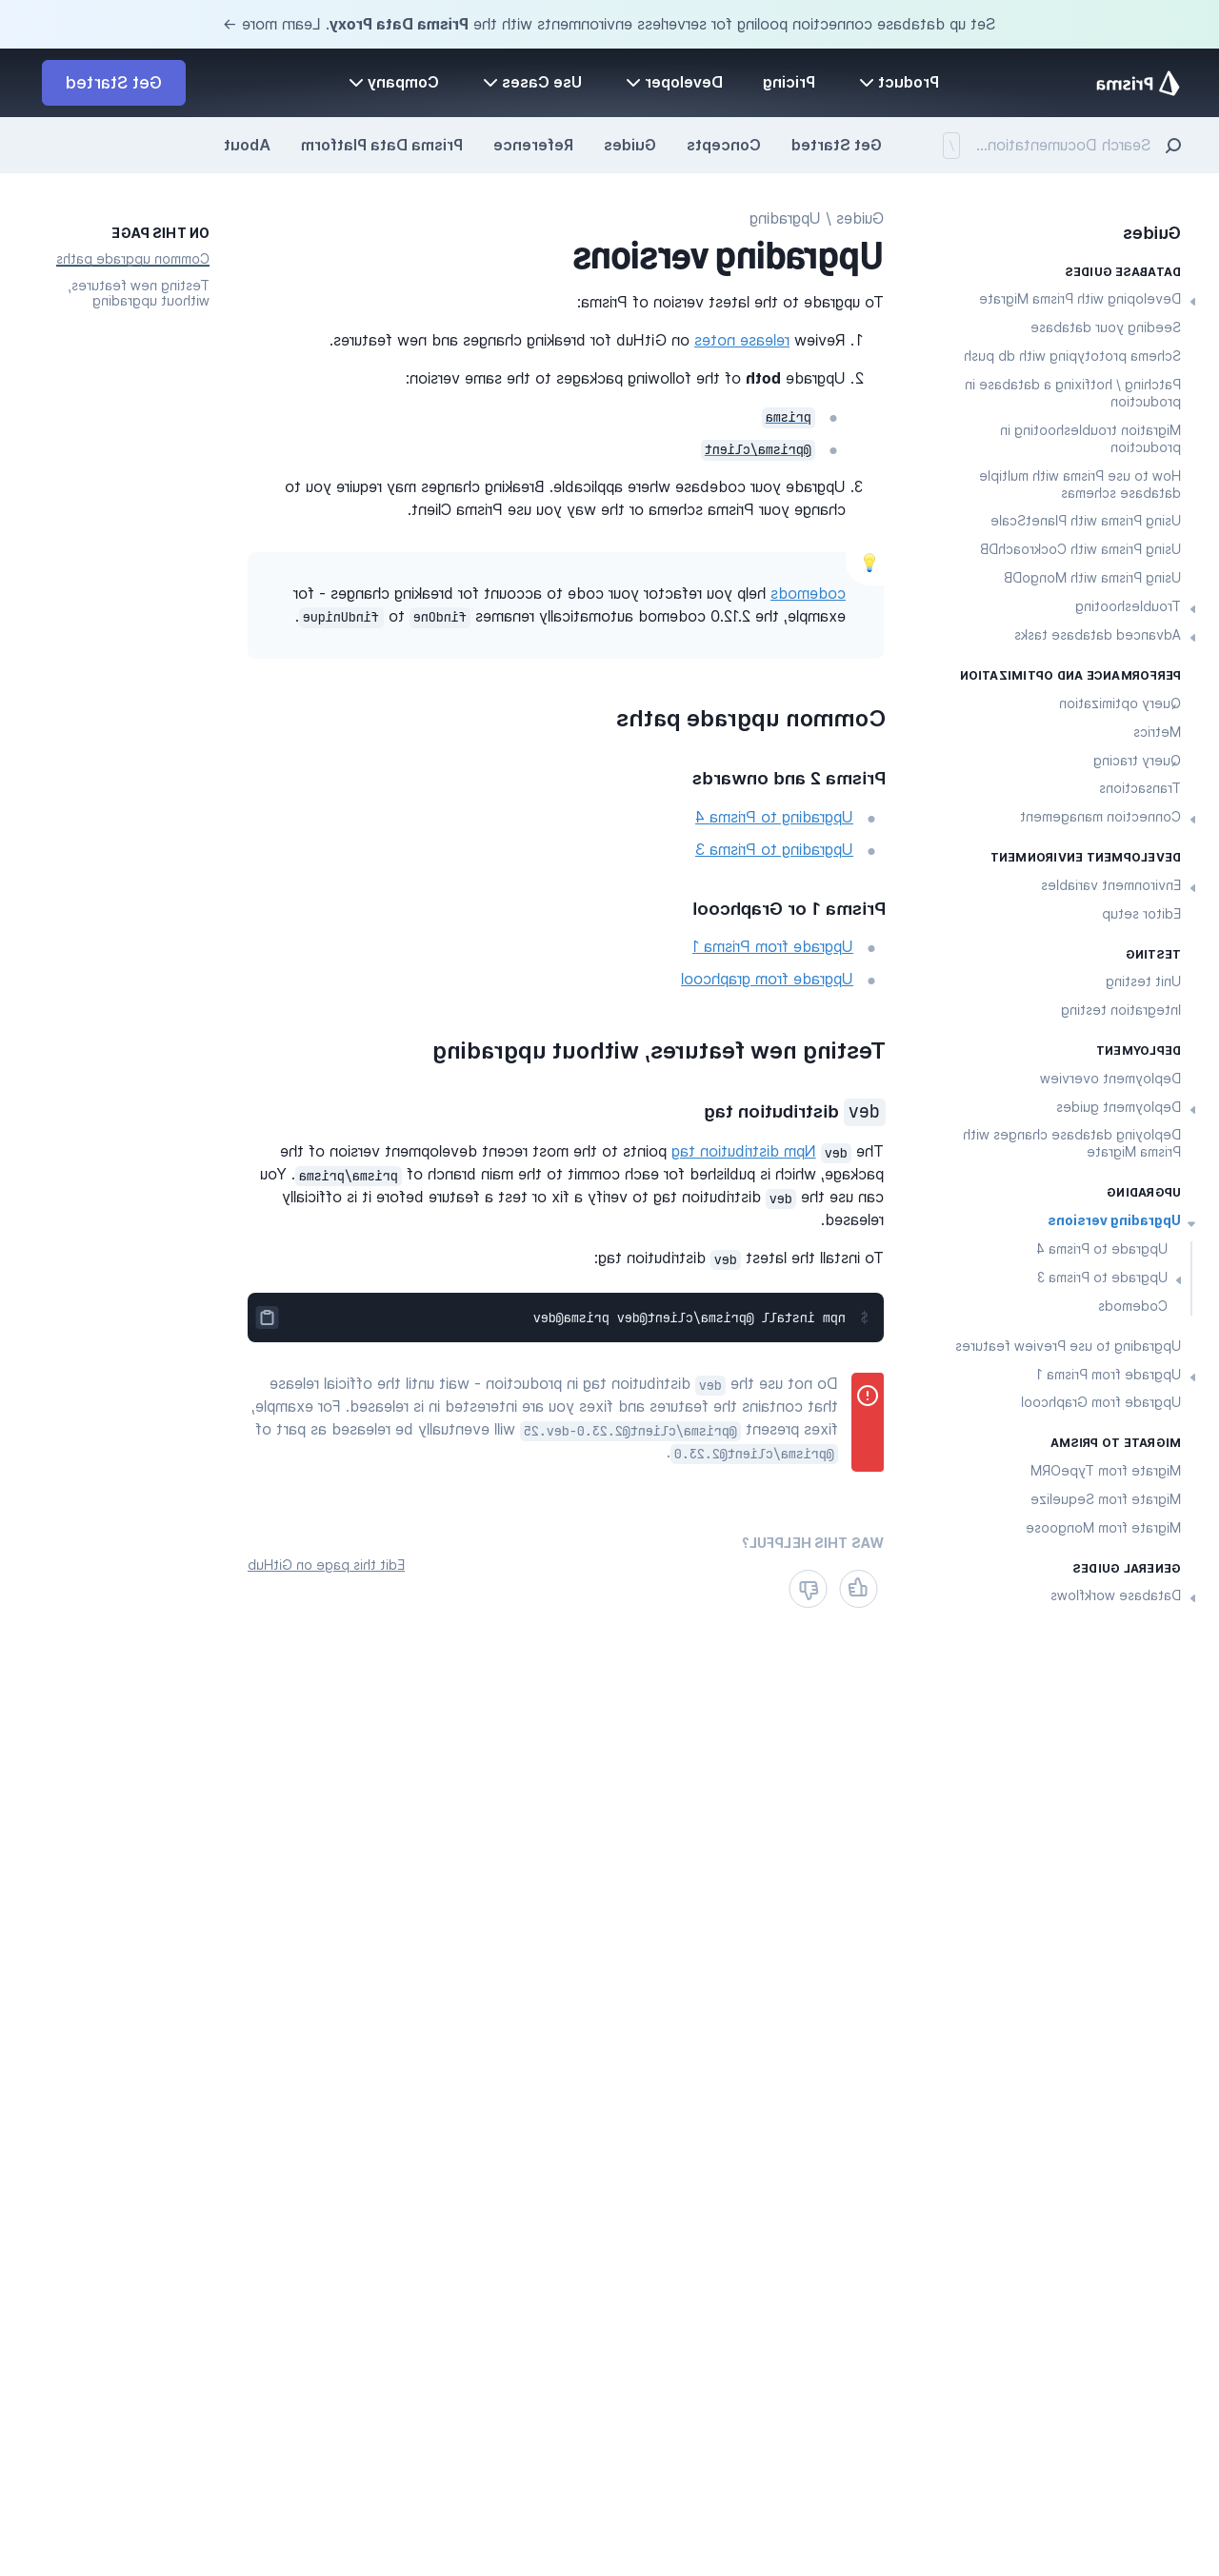 Set up database connection pooling for serverless environments with the Prisma Data Proxy. Learn more →
Prisma
Product
Pricing
Developer
Use Cases
Company
Get Started
Search Documentation...
/
Get Started
Concepts
Guides
Reference
Prisma Data Platform
About
Guides
DATABASE GUIDES
Developing with Prisma Migrate
Seeding your database
Schema prototyping with db push
Patching / hotfixing a database in
production
Migration troubleshooting in
production
How to use Prisma with multiple
database schemas
Using Prisma with PlanetScale
Using Prisma with CockroachDB
Using Prisma with MongoDB
Troubleshooting
Advanced database tasks
PERFORMANCE AND OPTIMIZATION
Query optimization
Metrics
Query tracing
Transactions
Connection management
DEVELOPMENT ENVIRONMENT
Environment variables
Editor setup
TESTING
Unit testing
Integration testing
DEPLOYMENT
Deployment overview
Deployment guides
Deploying database changes with
Prisma Migrate
UPGRADING
Upgrading versions
Upgrade to Prisma 4
Upgrade to Prisma 3
Codemods
Upgrading to use Preview features
Upgrade from Prisma 1
Upgrade from Graphcool
MIGRATE TO PRISMA
Migrate from TypeORM
Migrate from Sequelize
Migrate from Mongoose
GENERAL GUIDES
Database workflows
Guides / Upgrading
Upgrading versions
To upgrade to the latest version of Prisma:
1. Review release notes on GitHub for breaking changes and new features.
2. Upgrade both of the following packages to the same version:
prisma
@prisma/client
3. Upgrade your codebase where applicable. Breaking changes may require you to
change your Prisma schema or the way you use Prisma Client.
codemods help you refactor your code to account for breaking changes - for
example, the 2.12.0 codemod automatically renames findOne to findUnique.
Common upgrade paths
Prisma 2 and onwards
Upgrading to Prisma 4
Upgrading to Prisma 3
Prisma 1 or Graphcool
Upgrade from Prisma 1
Upgrade from graphcool
Testing new features, without upgrading
dev distribution tag
The dev Npm distribution tag points to the most recent development version of the
package, which is published for each commit to the main branch of prisma/prisma. You
can use the dev distribution tag to verify a fix or test a feature before it is officially
released.
To install the latest dev distribution tag:
$ npm install @prisma/client@dev prisma@dev
Do not use the dev distribution tag in production - wait until the official release
that contains the features and fixes you are interested in is released. For example,
fixes present @prisma/client@2.23.0-dev.25 will eventually be released as part of
@prisma/client@2.23.0.
WAS THIS HELPFUL?
Edit this page on GitHub
ON THIS PAGE
Common upgrade paths
Testing new features,
without upgrading